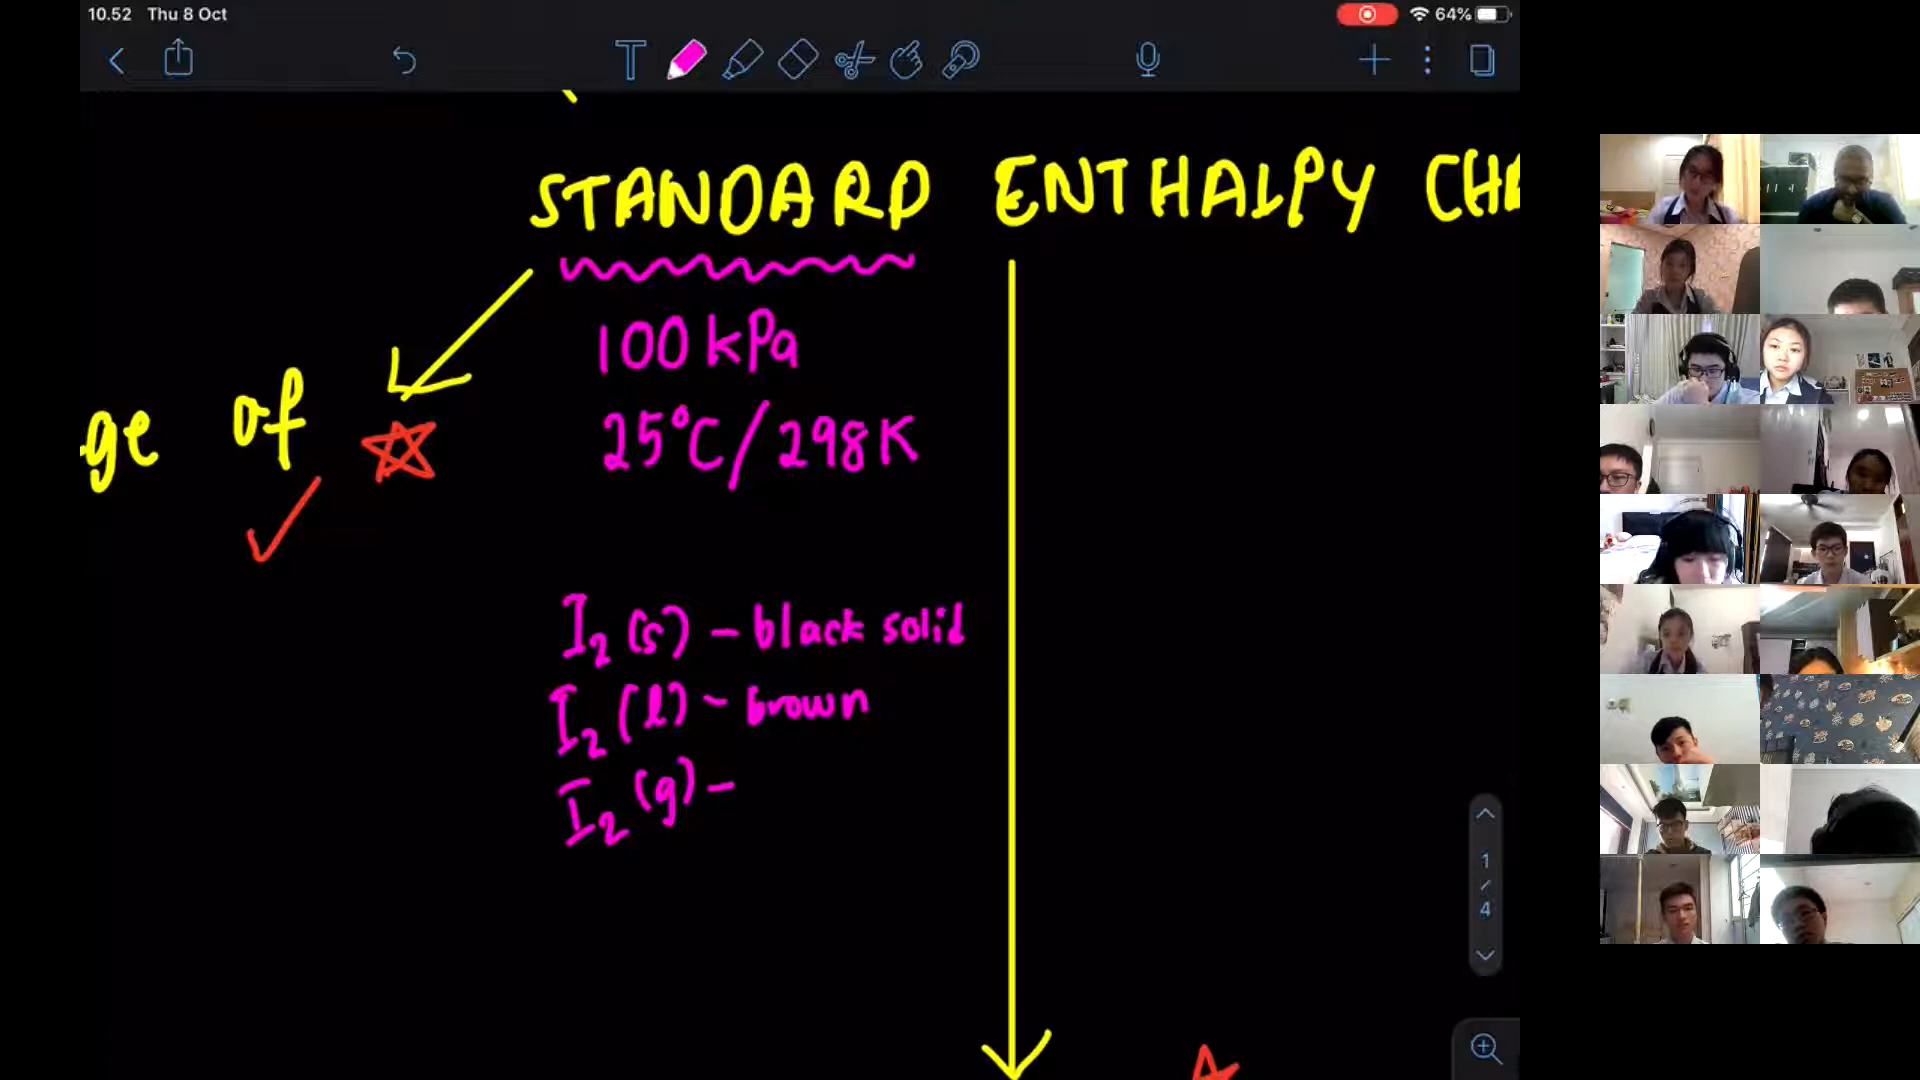 10.52 Thu 8 Oct
64%
T
STANDARD ENTHALPY CHA
100 kPa
25°C/298K
ge of
I₂ (s) – black solid
I₂ (l) – brown
I₂ (g) –
1
/
4